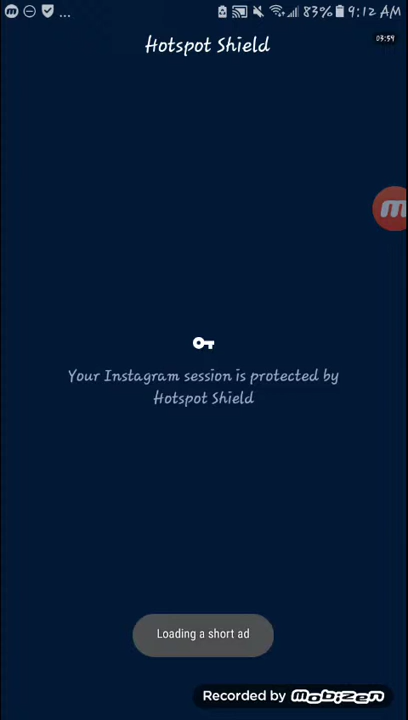 83% 9:12 AM
Hotspot Shield
03:59
Your Instagram session is protected by
Hotspot Shield
Loading a short ad
Recorded by mobizen